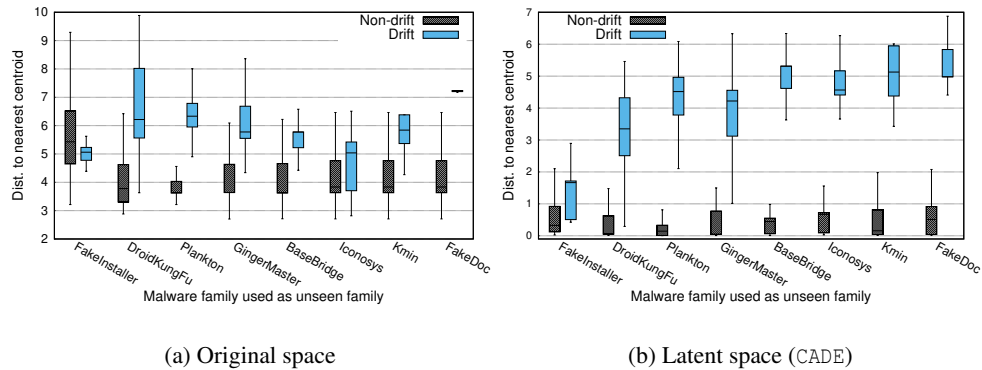 10
9
8
7
6
5
4
3
2
Dist. to nearest centroid
Non-drift
Drift
FakeInstaller
DroidKungFu
Plankton
GingerMaster
BaseBridge
Iconosys
Kmin
FakeDoc
Malware family used as unseen family
(a) Original space
7
6
5
4
3
2
1
0
Dist. to nearest centroid
Non-drift
Drift
FakeInstaller
DroidKungFu
Plankton
GingerMaster
BaseBridge
Iconosys
Kmin
FakeDoc
Malware family used as unseen family
(b) Latent space (CADE)